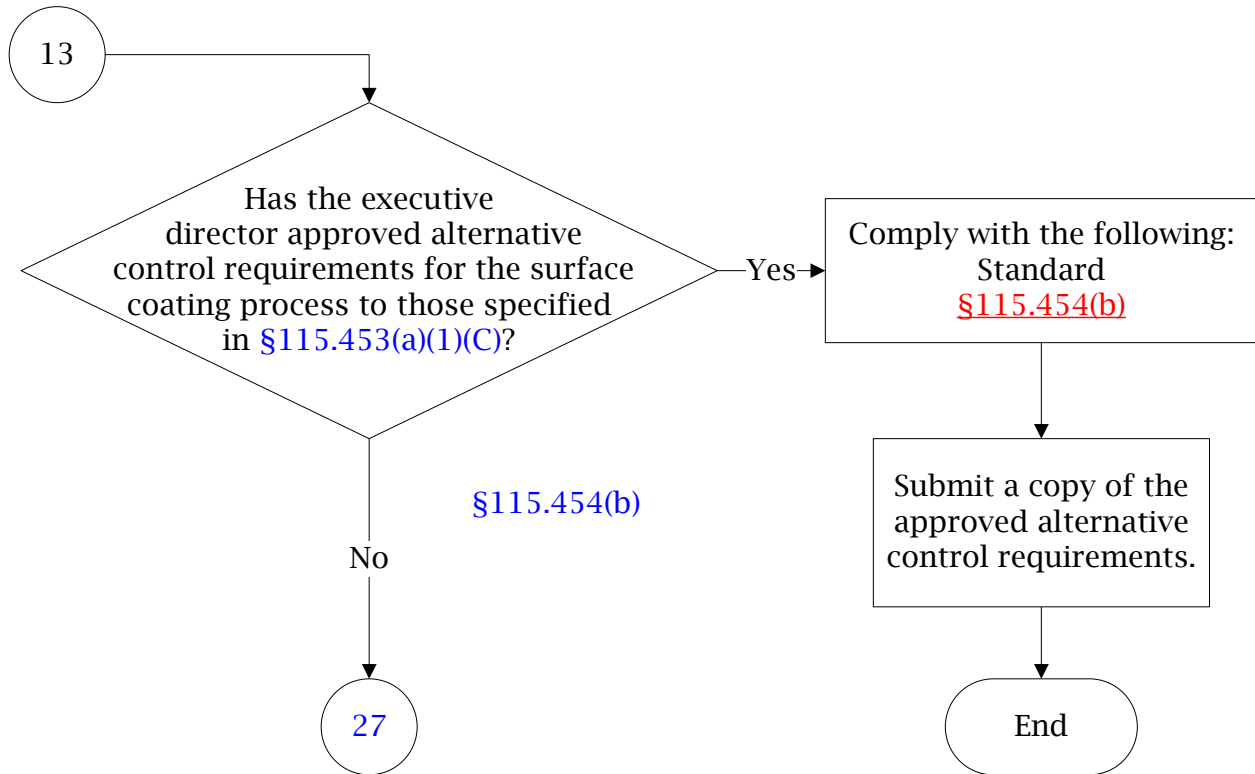 13
Has the executive
director approved alternative
control requirements for the surface
coating process to those specified
in §115.453(a)(1)(C)?
Yes
Comply with the following:
Standard
§115.454(b)
Submit a copy of the
approved alternative
control requirements.
End
§115.454(b)
No
27